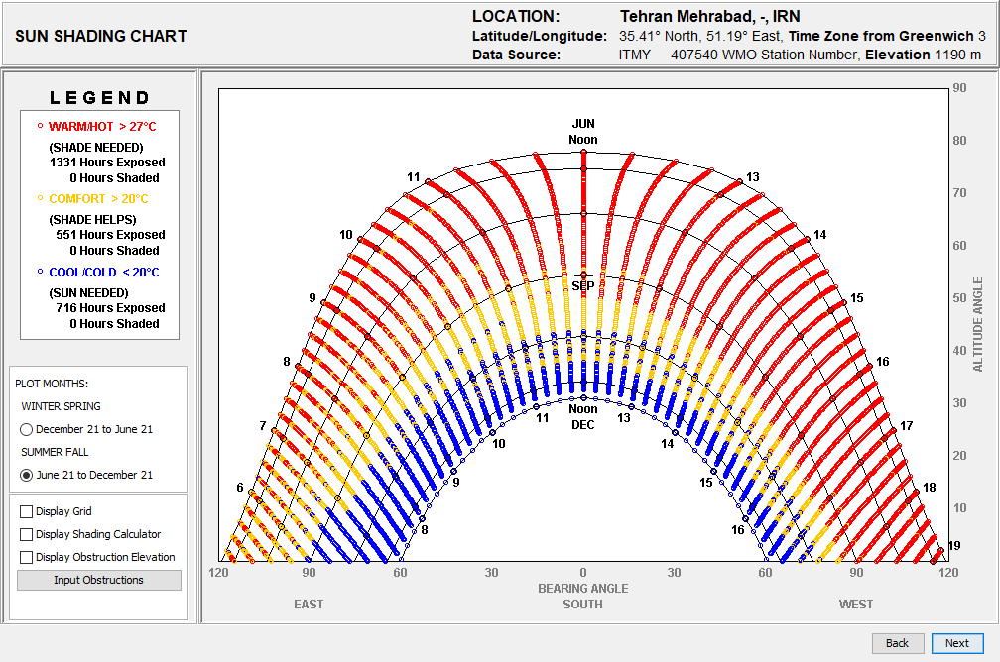 SUN SHADING CHART
LOCATION: Tehran Mehrabad, -, IRN
Latitude/Longitude: 35.41° North, 51.19° East, Time Zone from Greenwich 3
Data Source: ITMY 407540 WMO Station Number, Elevation 1190 m
LEGEND
WARM/HOT > 27°C
(SHADE NEEDED)
1331 Hours Exposed
0 Hours Shaded
COMFORT > 20°C
(SHADE HELPS)
551 Hours Exposed
0 Hours Shaded
COOL/COLD < 20°C
(SUN NEEDED)
716 Hours Exposed
0 Hours Shaded
PLOT MONTHS:
WINTER SPRING
December 21 to June 21
SUMMER FALL
June 21 to December 21
Display Grid
Display Shading Calculator
Display Obstruction Elevation
Input Obstructions
JUN
Noon
11 13
10 14
9 15
8 16
7 17
6 18
19
SEP
Noon
DEC
11 13
10 14
9 15
8 16
90
80
70
60
50
40
30
20
10
ALTITUDE ANGLE
120 90 60 30 0 30 60 90 120
BEARING ANGLE
EAST SOUTH WEST
Back Next